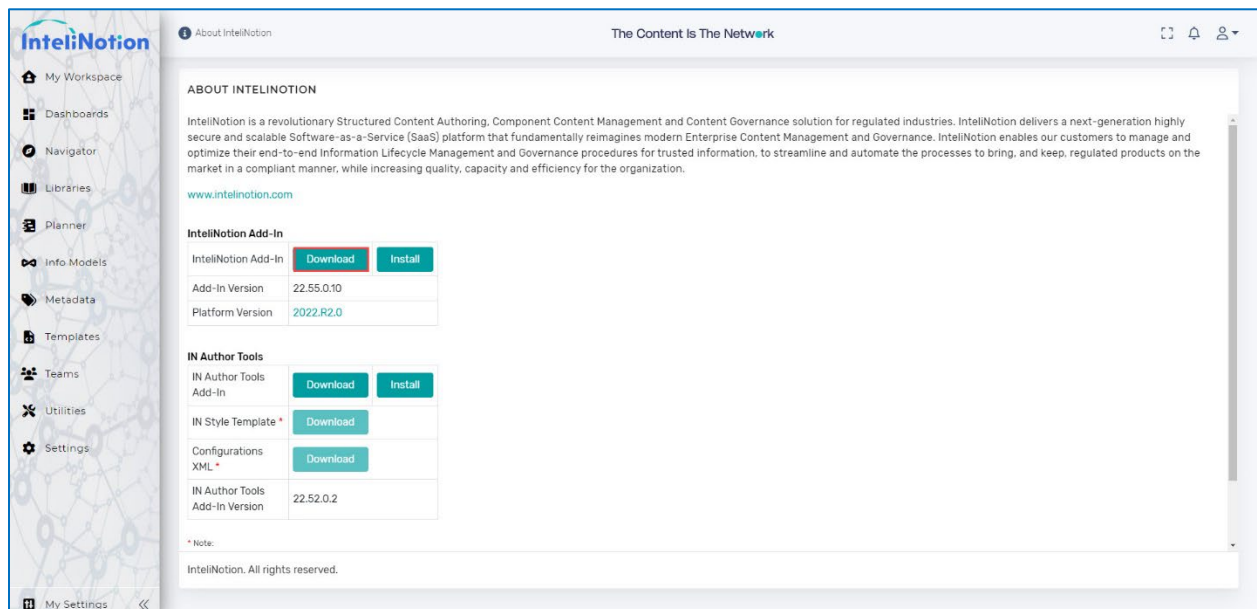 InteliNotion
About InteliNotion
The Content Is The Network
My Workspace
Dashboards
Navigator
Libraries
Planner
Info Models
Metadata
Templates
Teams
Utilities
Settings
My Settings
ABOUT INTELINOTION
InteliNotion is a revolutionary Structured Content Authoring, Component Content Management and Content Governance solution for regulated industries. InteliNotion delivers a next-generation highly
secure and scalable Software-as-a-Service (SaaS) platform that fundamentally reimagines modern Enterprise Content Management and Governance. InteliNotion enables our customers to manage and
optimize their end-to-end Information Lifecycle Management and Governance procedures for trusted information, to streamline and automate the processes to bring, and keep, regulated products on the
market in a compliant manner, while increasing quality, capacity and efficiency for the organization.
www.intelinotion.com
InteliNotion Add-In
InteliNotion Add-In Download Install
Add-In Version 22.55.0.10
Platform Version 2022.R2.0
IN Author Tools
IN Author Tools
Add-In
Download Install
IN Style Template * Download
Configurations
XML *
Download
IN Author Tools
Add-In Version
22.52.0.2
* Note:
InteliNotion. All rights reserved.